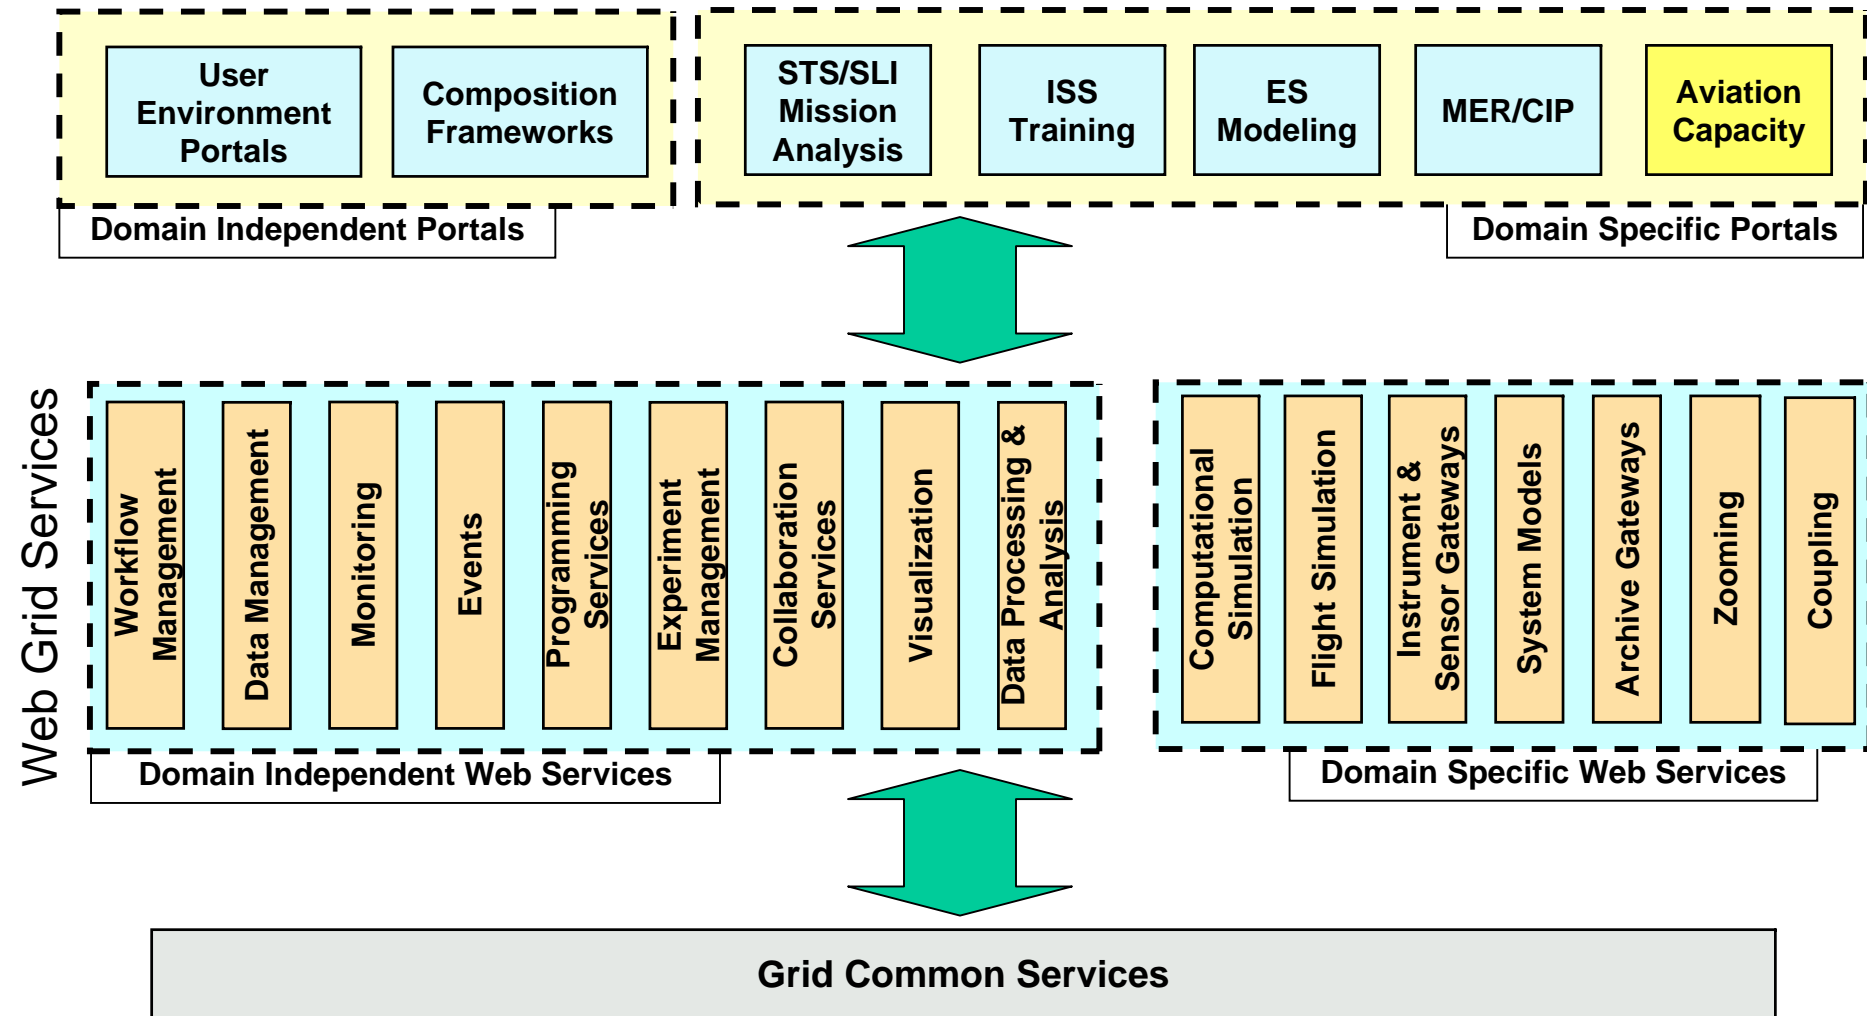 User
Environment
Portals
Composition
Frameworks
STS/SLI
Mission
Analysis
ISS
Training
ES
Modeling
MER/CIP
Aviation
Capacity
Domain Independent Portals
Domain Specific Portals
Web Grid Services
Workflow
Management
Data Management
Monitoring
Events
Programming
Services
Experiment
Management
Collaboration
Services
Visualization
Data Processing &
Analysis
Computational
Simulation
Flight Simulation
Instrument &
Sensor Gateways
System Models
Archive Gateways
Zooming
Coupling
Domain Independent Web Services
Domain Specific Web Services
Grid Common Services